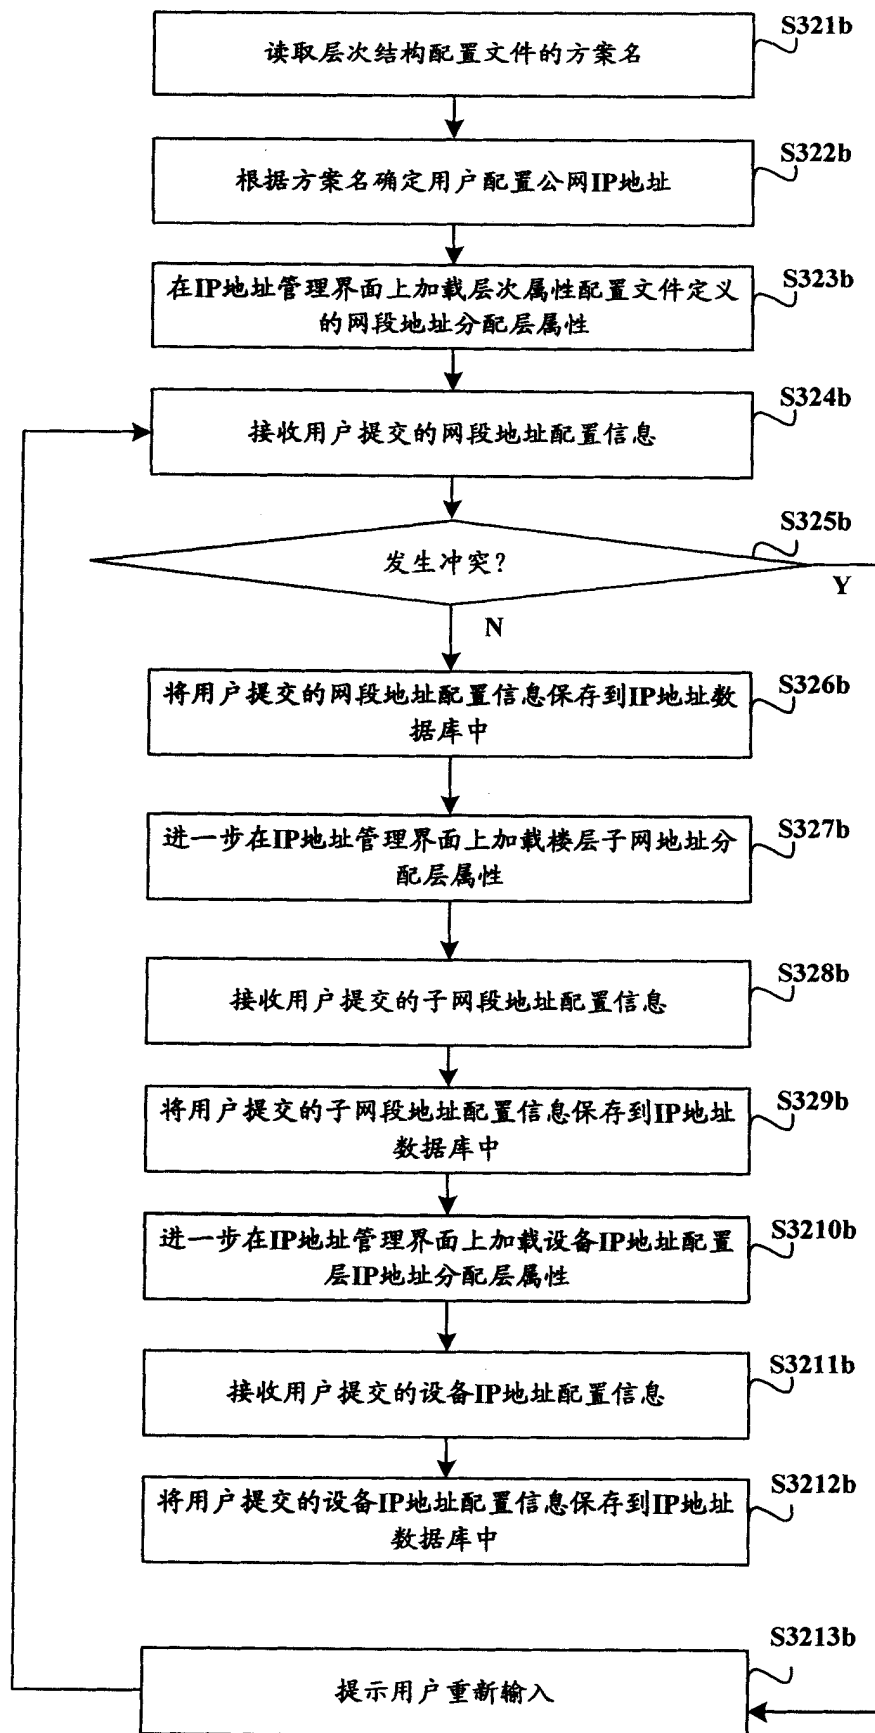 S321b
读取层次结构配置文件的方案名
S322b
根据方案名确定用户配置公网IP地址
S323b
在IP地址管理界面上加载层次属性配置文件定义
的网段地址分配层属性
S324b
接收用户提交的网段地址配置信息
S325b
发生冲突?
Y
N
S326b
将用户提交的网段地址配置信息保存到IP地址数
据库中
S327b
进一步在IP地址管理界面上加载楼层子网地址分
配层属性
S328b
接收用户提交的子网段地址配置信息
S329b
将用户提交的子网段地址配置信息保存到IP地址
数据库中
S3210b
进一步在IP地址管理界面上加载设备IP地址配置
层IP地址分配层属性
S3211b
接收用户提交的设备IP地址配置信息
S3212b
将用户提交的设备IP地址配置信息保存到IP地址
数据库中
S3213b
提示用户重新输入